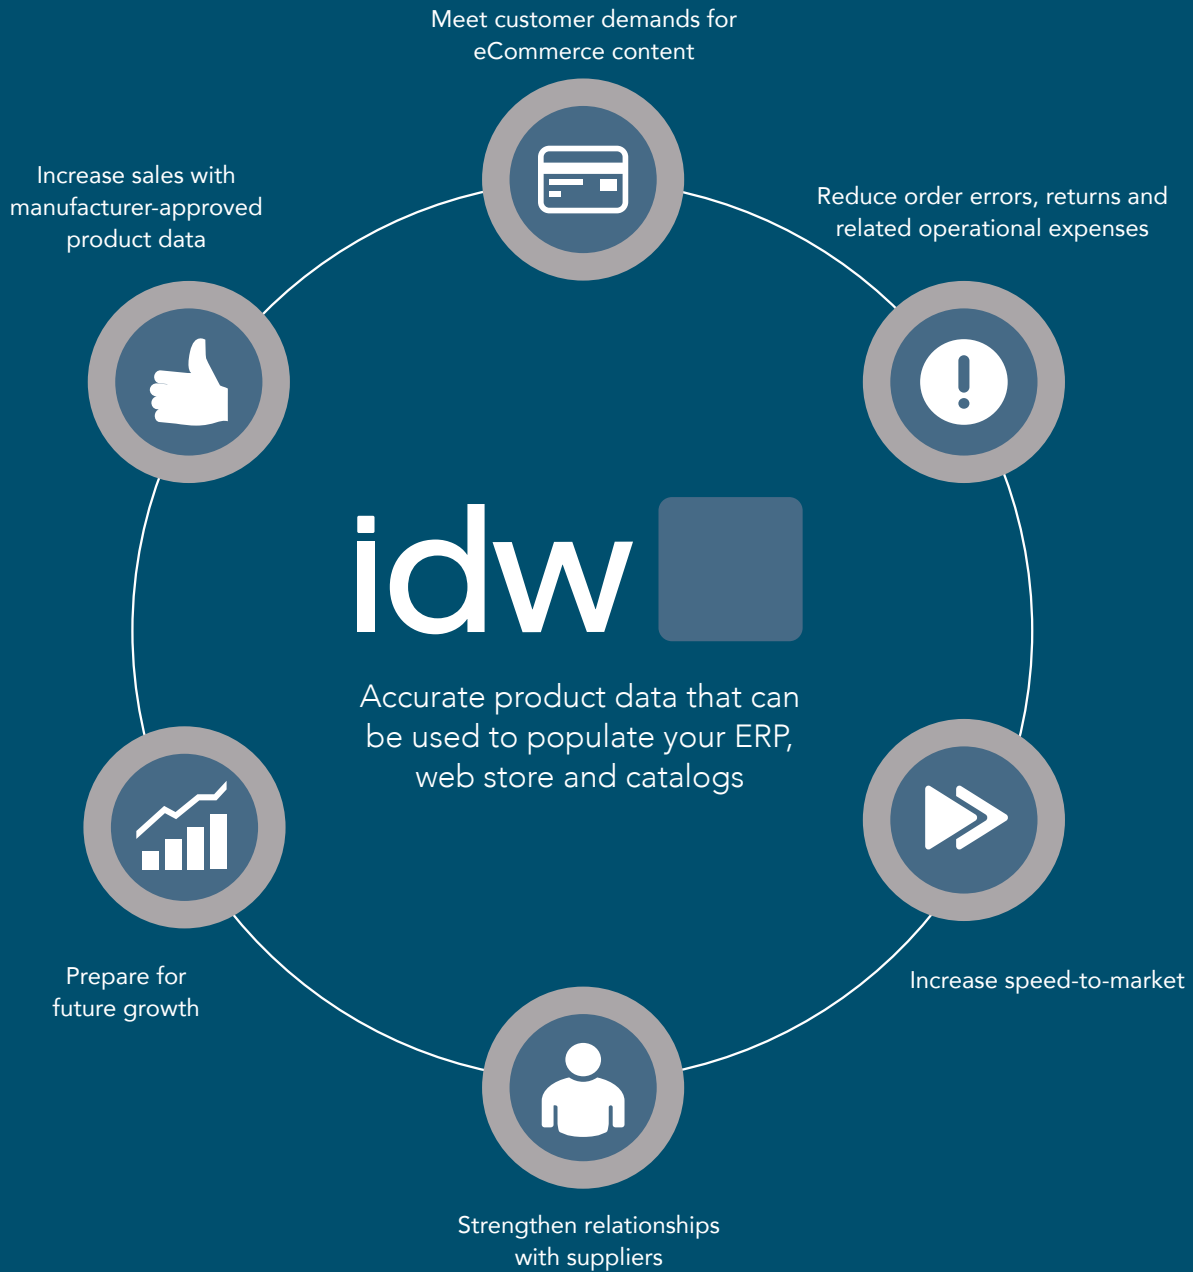 Meet customer demands for
eCommerce content
Increase sales with
manufacturer-approved
product data
Reduce order errors, returns and
related operational expenses
idw
Accurate product data that can
be used to populate your ERP,
web store and catalogs
Prepare for
future growth
Increase speed-to-market
Strengthen relationships
with suppliers